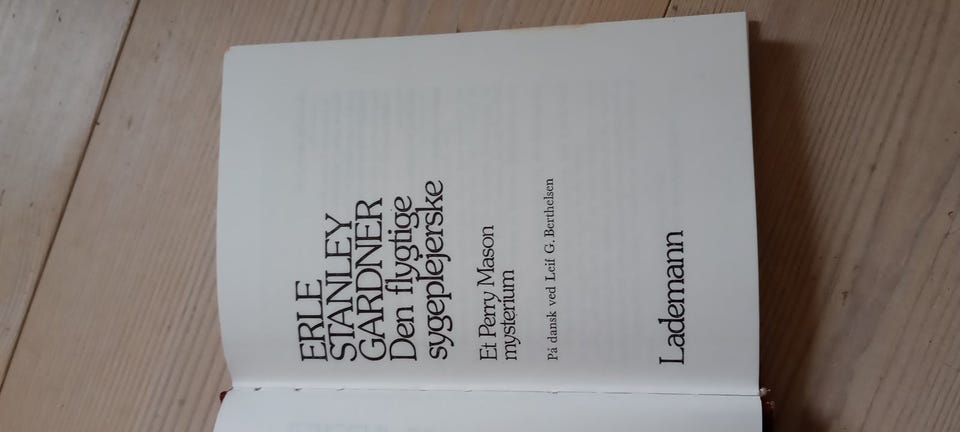 ERLE
STANLEY
GARDNER
Den flygtige
sygeplejerske
Et Perry Mason
mysterium
På dansk ved Leif G. Berthelsen
Lademann